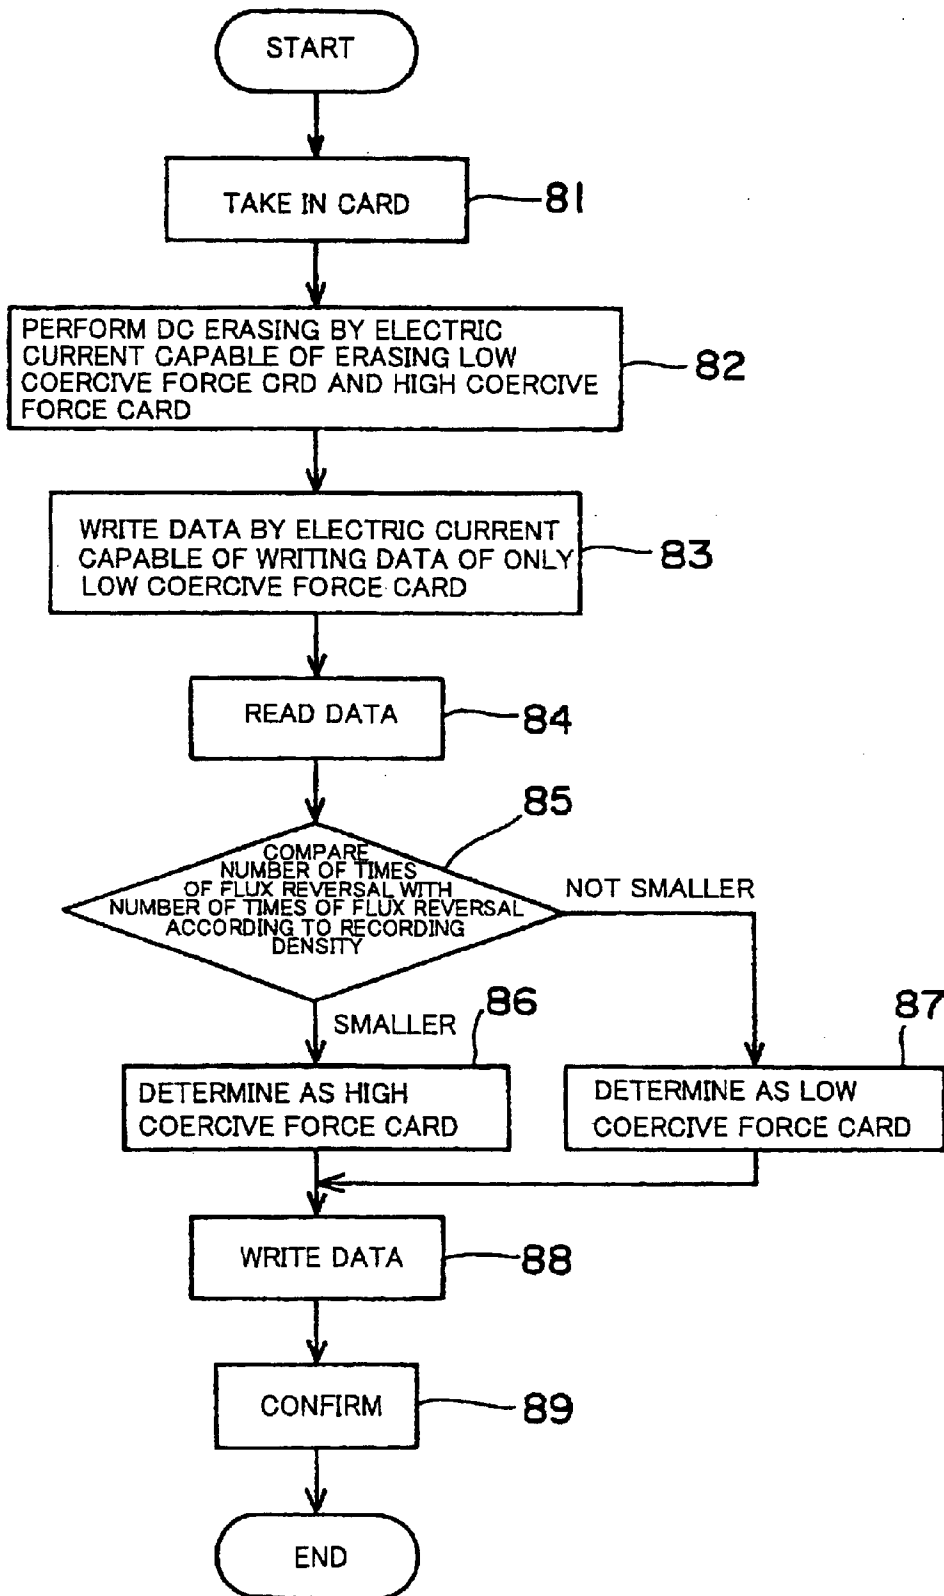 START
TAKE IN CARD
81
PERFORM DC ERASING BY ELECTRIC
CURRENT CAPABLE OF ERASING LOW
COERCIVE FORCE CRD AND HIGH COERCIVE
FORCE CARD
82
WRITE DATA BY ELECTRIC CURRENT
CAPABLE OF WRITING DATA OF ONLY
LOW COERCIVE FORCE CARD
83
READ DATA
84
85
COMPARE
NUMBER OF TIMES
OF FLUX REVERSAL WITH
NUMBER OF TIMES OF FLUX REVERSAL
ACCORDING TO RECORDING
DENSITY
NOT SMALLER
SMALLER
86
87
DETERMINE AS HIGH
COERCIVE FORCE CARD
DETERMINE AS LOW
COERCIVE FORCE CARD
WRITE DATA
88
CONFIRM
89
END